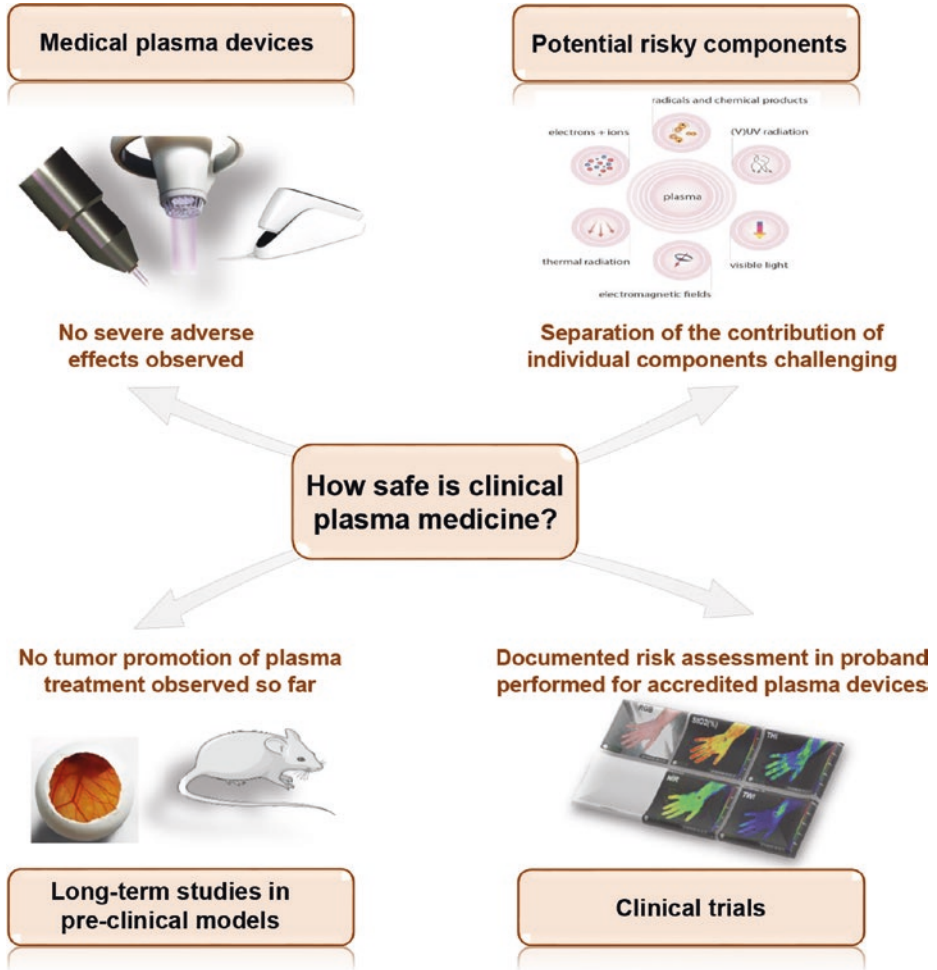 Medical plasma devices
Potential risky components
radicals and chemical products
electrons + ions
(V)UV radiation
plasma
thermal radiation
visible light
electromagnetic fields
No severe adverse
effects observed
Separation of the contribution of
individual components challenging
How safe is clinical
plasma medicine?
No tumor promotion of plasma
treatment observed so far
Documented risk assessment in proband
performed for accredited plasma devices
RGB
StO2(%)
THI
NIR
TWI
Long-term studies in
pre-clinical models
Clinical trials